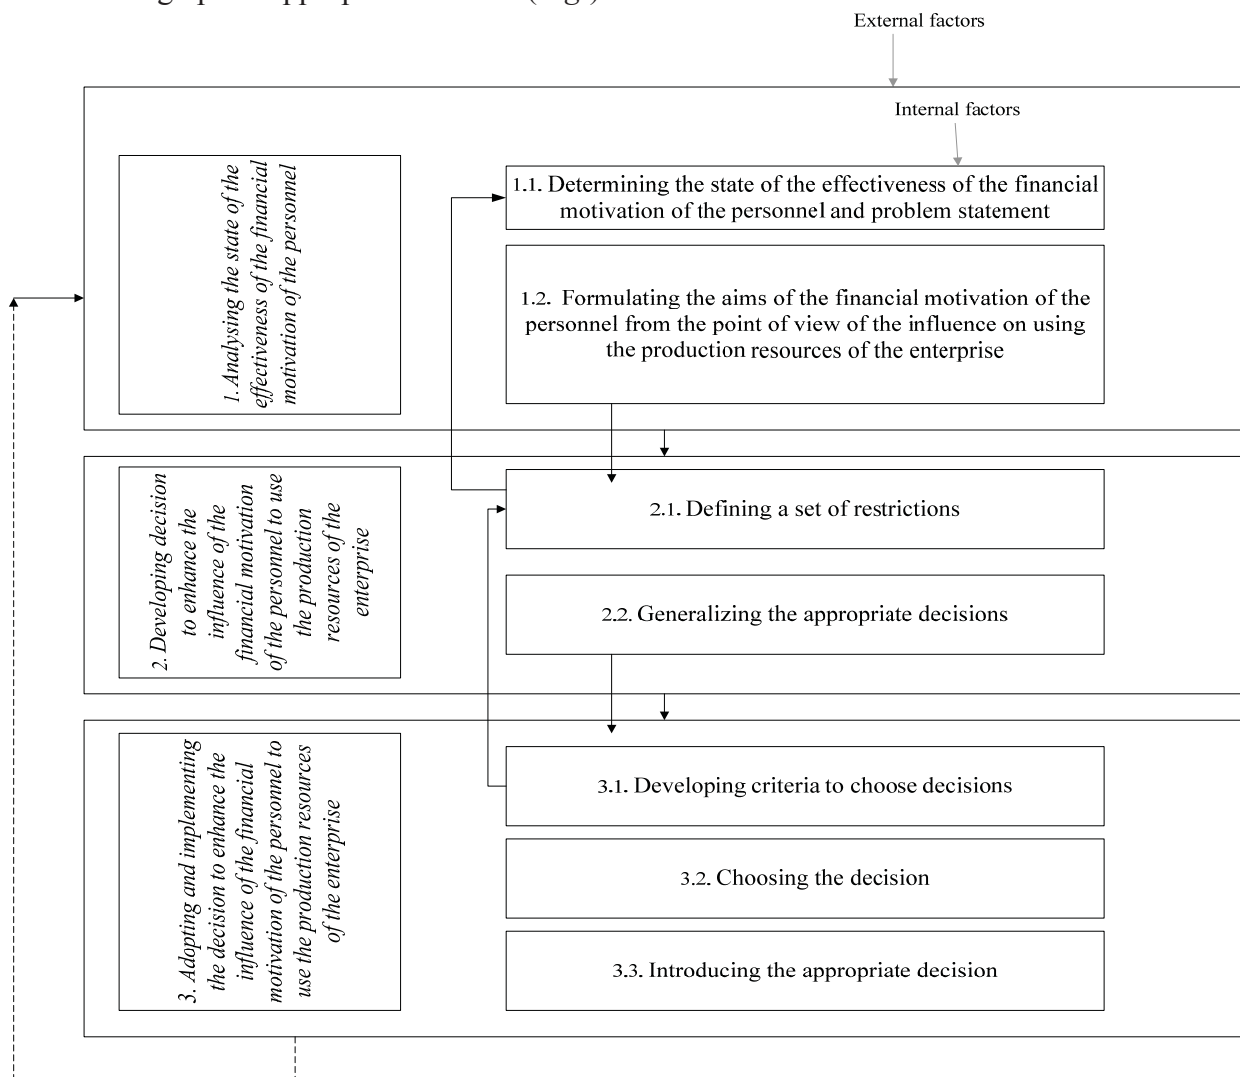 External factors
Internal factors
1. Analysing the state of the
effectiveness of the financial
motivation of the personnel
1.1. Determining the state of the effectiveness of the financial
motivation of the personnel and problem statement
1.2. Formulating the aims of the financial motivation of the
personnel from the point of view of the influence on using
the production resources of the enterprise
2. Developing decision
to enhance the
influence of the
financial motivation
of the personnel to use
the production
resources of the
enterprise
2.1. Defining a set of restrictions
2.2. Generalizing the appropriate decisions
3. Adopting and implementing
the decision to enhance the
influence of the financial
motivation of the personnel to
use the production resources
of the enterprise
3.1. Developing criteria to choose decisions
3.2. Choosing the decision
3.3. Introducing the appropriate decision